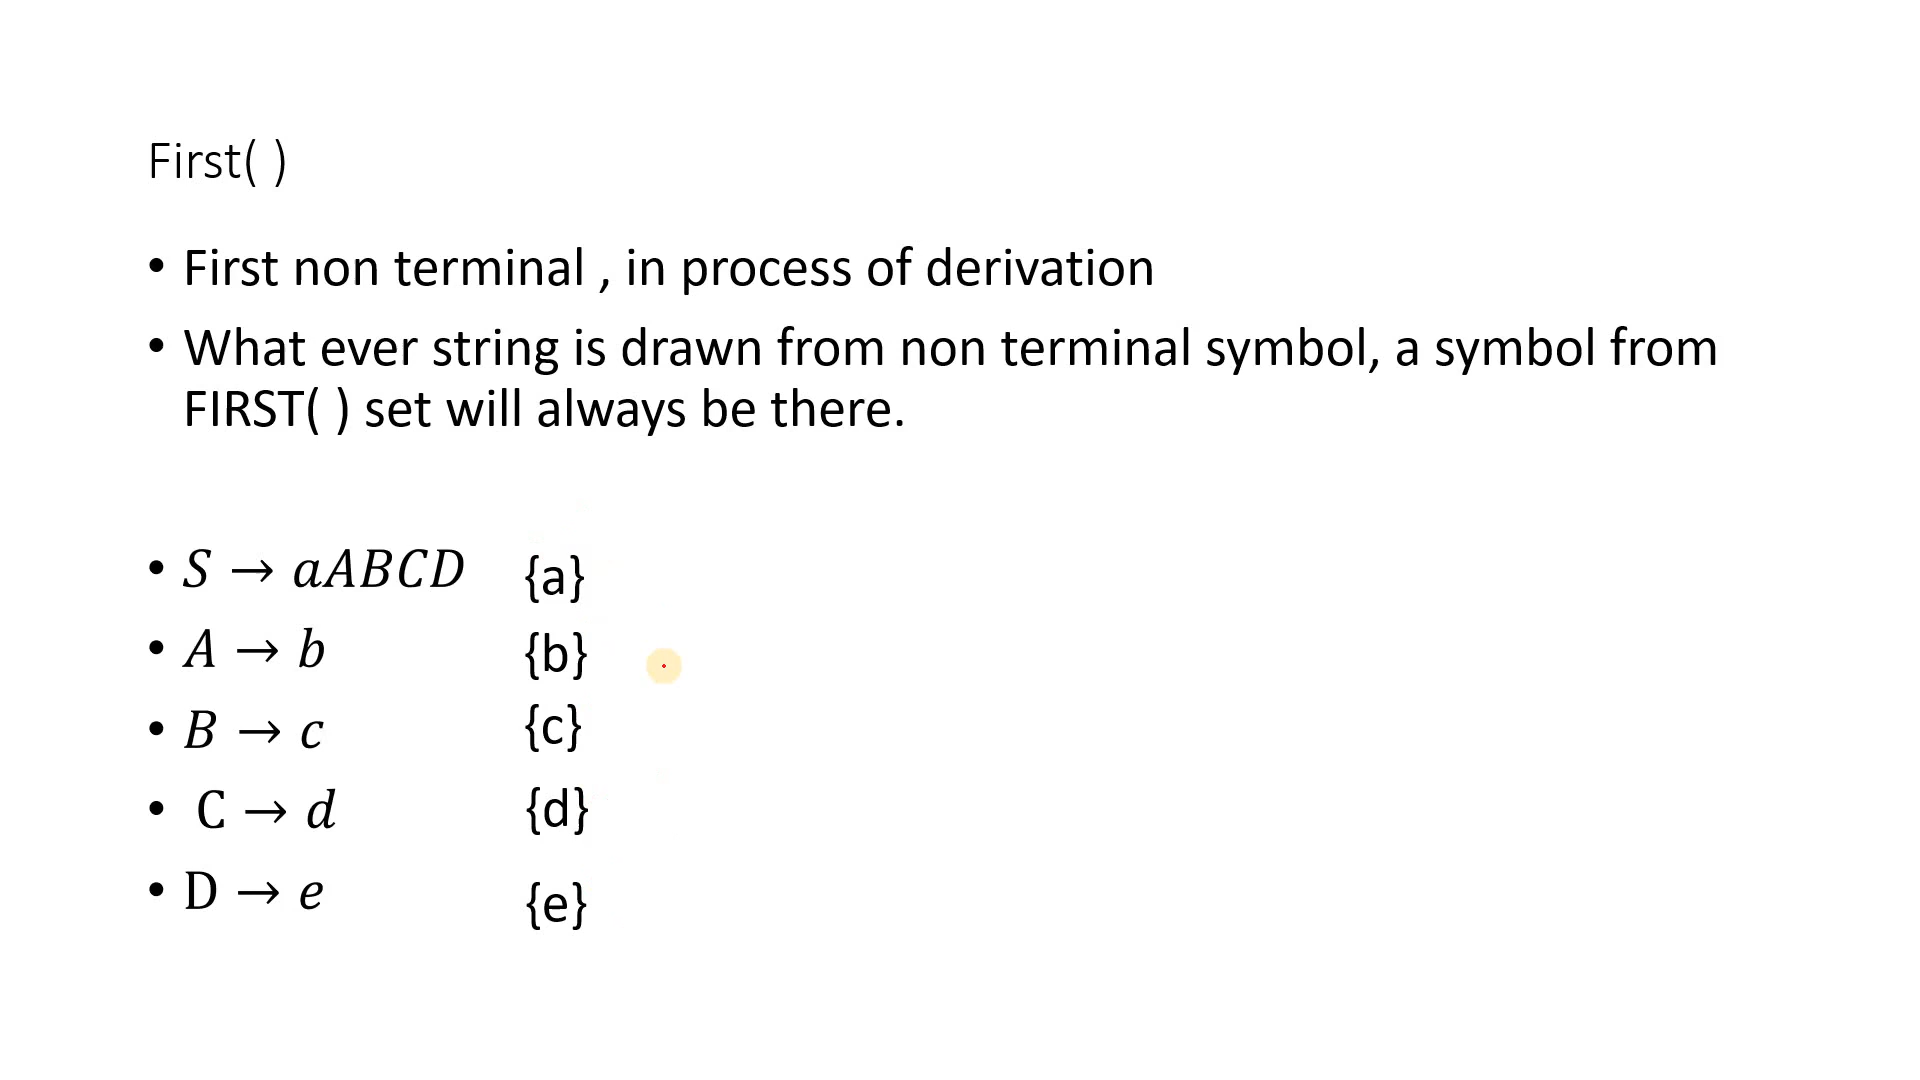 First( )
• First non terminal , in process of derivation
• What ever string is drawn from non terminal symbol, a symbol from
FIRST( ) set will always be there.
• S → aABCD {a}
• A → b {b}
• B → c {c}
• C → d {d}
• D → e {e}